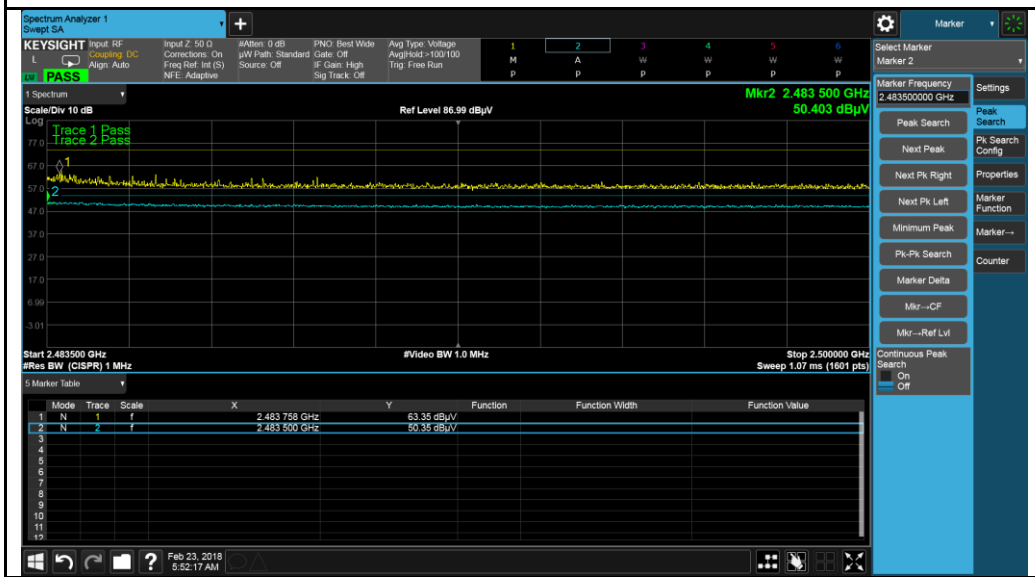 Spectrum Analyzer 1
Swept SA
+
Marker
KEYSIGHT
L
PASS
Input: RF
Coupling: DC
Align: Auto
Input Z: 50 Ω
Corrections: On
Freq Ref: Int (S)
NFE: Adaptive
#Atten: 0 dB
µW Path: Standard
Source: Off
PNO: Best Wide
Gate: Off
IF Gain: High
Sig Track: Off
Avg Type: Voltage
Avg|Hold:>100/100
Trig: Free Run
1 2 3 4 5 6
M A W W W W
P P P P P P
Select Marker
Marker 2
1 Spectrum
Mkr2 2.483 500 GHz
Scale/Div 10 dB
Ref Level 86.99 dBµV
50.403 dBµV
Log
Trace 1 Pass
Trace 2 Pass
77.0
67.0
57.0
47.0
37.0
27.0
17.0
6.99
-3.01
1
2
Start 2.483500 GHz
#Video BW 1.0 MHz
Stop 2.500000 GHz
#Res BW (CISPR) 1 MHz
Sweep 1.07 ms (1601 pts)
Marker Frequency
2.483500000 GHz
Peak Search
Next Peak
Next Pk Right
Next Pk Left
Minimum Peak
Pk-Pk Search
Marker Delta
Mkr→CF
Mkr→Ref Lvl
Continuous Peak
Search
On
Off
Settings
Peak
Search
Pk Search
Config
Properties
Marker
Function
Marker→
Counter
5 Marker Table
Mode Trace Scale X Y Function Function Width Function Value
1 N 1 f 2.483 758 GHz 63.35 dBµV
2 N 2 f 2.483 500 GHz 50.35 dBµV
3
4
5
6
7
8
9
10
11
12
?
Feb 23, 2018
5:52:17 AM